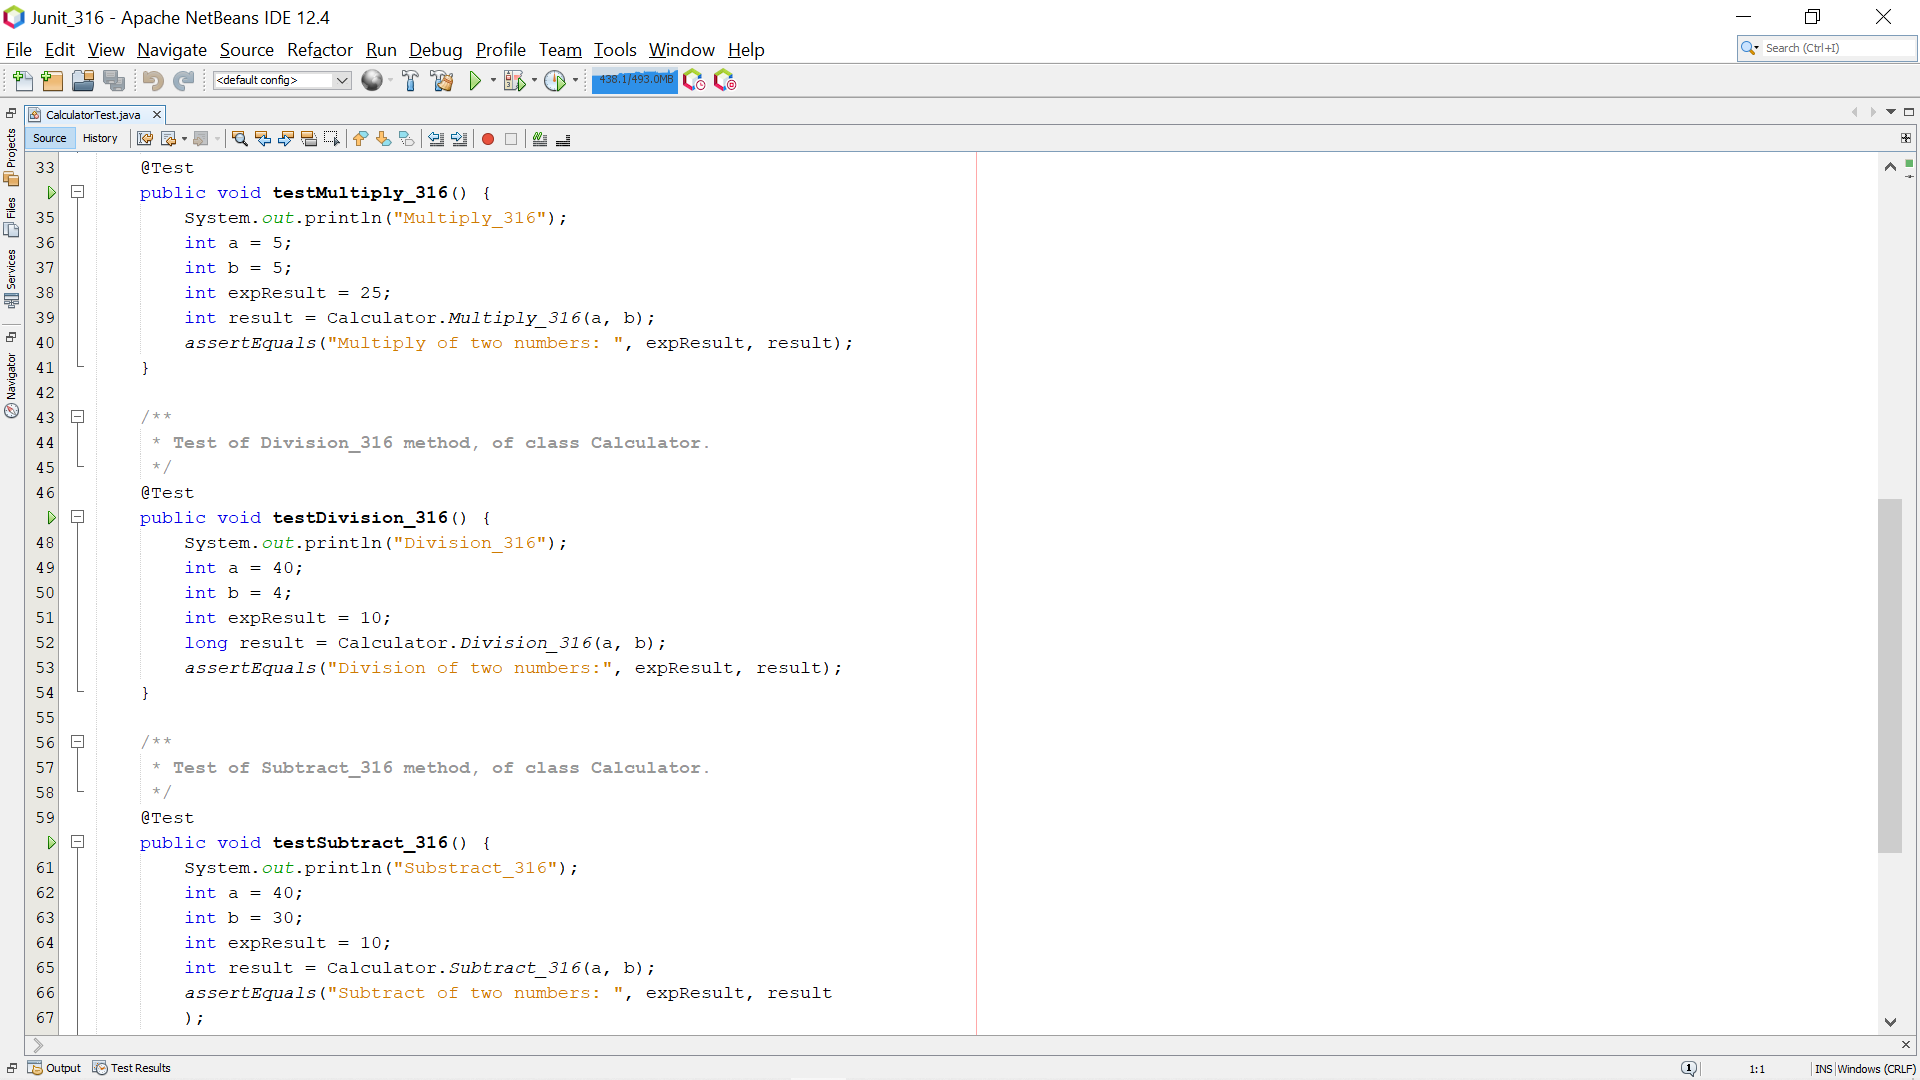 Junit_316 - Apache NetBeans IDE 12.4
File Edit View Navigate Source Refactor Run Debug Profile Team Tools Window Help
Search (Ctrl+I)
<default config>
438.1/493.0MB
CalculatorTest.java
Source History
Projects
Files
Services
Navigator
33 @Test
public void testMultiply_316() {
35 System.out.println("Multiply_316");
36 int a = 5;
37 int b = 5;
38 int expResult = 25;
39 int result = Calculator.Multiply_316(a, b);
40 assertEquals("Multiply of two numbers: ", expResult, result);
41 }
42
43 /**
44 * Test of Division_316 method, of class Calculator.
45 */
46 @Test
public void testDivision_316() {
48 System.out.println("Division_316");
49 int a = 40;
50 int b = 4;
51 int expResult = 10;
52 long result = Calculator.Division_316(a, b);
53 assertEquals("Division of two numbers:", expResult, result);
54 }
55
56 /**
57 * Test of Subtract_316 method, of class Calculator.
58 */
59 @Test
public void testSubtract_316() {
61 System.out.println("Substract_316");
62 int a = 40;
63 int b = 30;
64 int expResult = 10;
65 int result = Calculator.Subtract_316(a, b);
66 assertEquals("Subtract of two numbers: ", expResult, result
67 );
Output Test Results
1:1 INS Windows (CRLF)